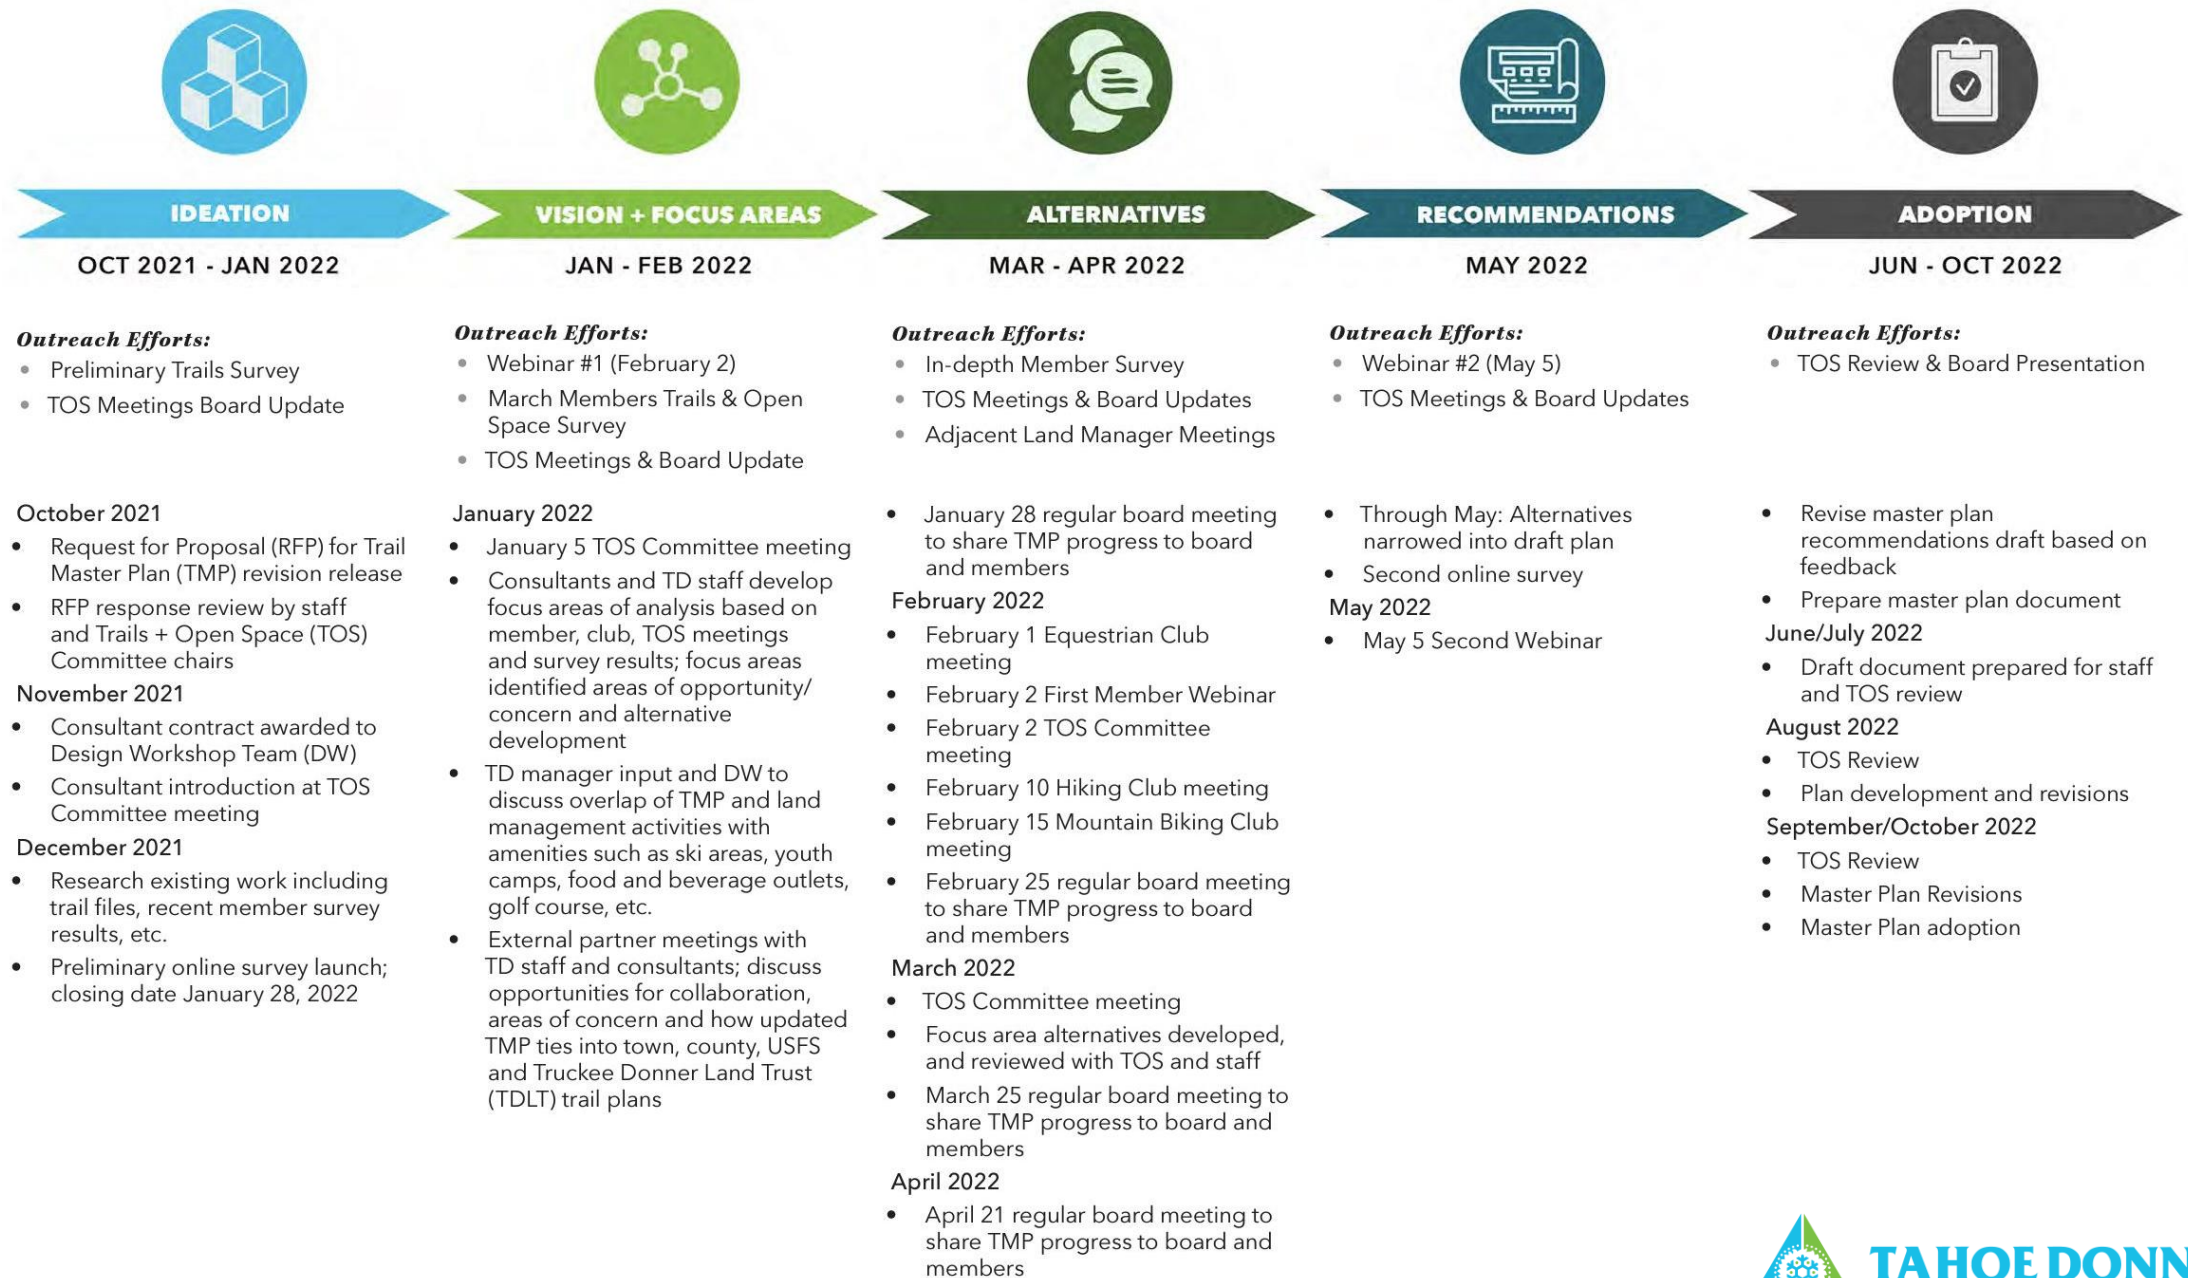 IDEATION
OCT 2021 - JAN 2022
Outreach Efforts:
• Preliminary Trails Survey
• TOS Meetings Board Update
October 2021
• Request for Proposal (RFP) for Trail
Master Plan (TMP) revision release
• RFP response review by staff
and Trails + Open Space (TOS)
Committee chairs
November 2021
• Consultant contract awarded to
Design Workshop Team (DW)
• Consultant introduction at TOS
Committee meeting
December 2021
• Research existing work including
trail files, recent member survey
results, etc.
• Preliminary online survey launch;
closing date January 28, 2022
VISION + FOCUS AREAS
JAN - FEB 2022
Outreach Efforts:
• Webinar #1 (February 2)
• March Members Trails & Open
Space Survey
• TOS Meetings & Board Update
January 2022
• January 5 TOS Committee meeting
• Consultants and TD staff develop
focus areas of analysis based on
member, club, TOS meetings
and survey results; focus areas
identified areas of opportunity/
concern and alternative
development
• TD manager input and DW to
discuss overlap of TMP and land
management activities with
amenities such as ski areas, youth
camps, food and beverage outlets,
golf course, etc.
• External partner meetings with
TD staff and consultants; discuss
opportunities for collaboration,
areas of concern and how updated
TMP ties into town, county, USFS
and Truckee Donner Land Trust
(TDLT) trail plans
ALTERNATIVES
MAR - APR 2022
Outreach Efforts:
• In-depth Member Survey
• TOS Meetings & Board Updates
• Adjacent Land Manager Meetings
• January 28 regular board meeting
to share TMP progress to board
and members
February 2022
• February 1 Equestrian Club
meeting
• February 2 First Member Webinar
• February 2 TOS Committee
meeting
• February 10 Hiking Club meeting
• February 15 Mountain Biking Club
meeting
• February 25 regular board meeting
to share TMP progress to board
and members
March 2022
• TOS Committee meeting
• Focus area alternatives developed,
and reviewed with TOS and staff
• March 25 regular board meeting to
share TMP progress to board and
members
April 2022
• April 21 regular board meeting to
share TMP progress to board and
members
RECOMMENDATIONS
MAY 2022
Outreach Efforts:
• Webinar #2 (May 5)
• TOS Meetings & Board Updates
• Through May: Alternatives
narrowed into draft plan
• Second online survey
May 2022
• May 5 Second Webinar
ADOPTION
JUN - OCT 2022
Outreach Efforts:
• TOS Review & Board Presentation
• Revise master plan
recommendations draft based on
feedback
• Prepare master plan document
June/July 2022
• Draft document prepared for staff
and TOS review
August 2022
• TOS Review
• Plan development and revisions
September/October 2022
• TOS Review
• Master Plan Revisions
• Master Plan adoption
TAHOE DONN